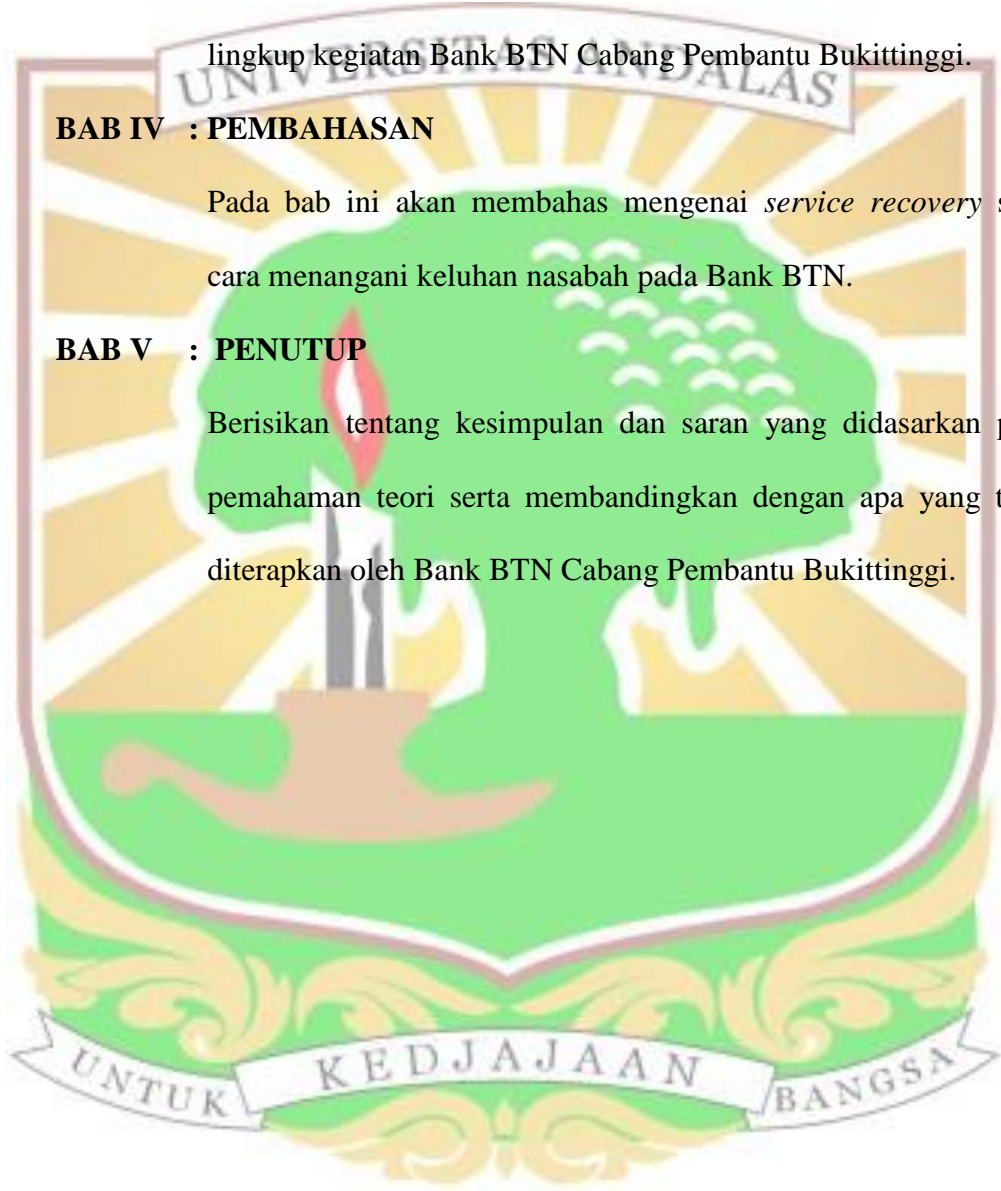 lingkup kegiatan Bank BTN Cabang Pembantu Bukittinggi.
UNIVERSITAS ANDALAS
BAB IV : PEMBAHASAN
Pada bab ini akan membahas mengenai service recovery
cara menangani keluhan nasabah pada Bank BTN.
BAB V : PENUTUP
Berisikan tentang kesimpulan dan saran yang didasarkan
pemahaman teori serta membandingkan dengan apa yang
diterapkan oleh Bank BTN Cabang Pembantu Bukittinggi.
UNTUK KEDJAJAAN BANGSA